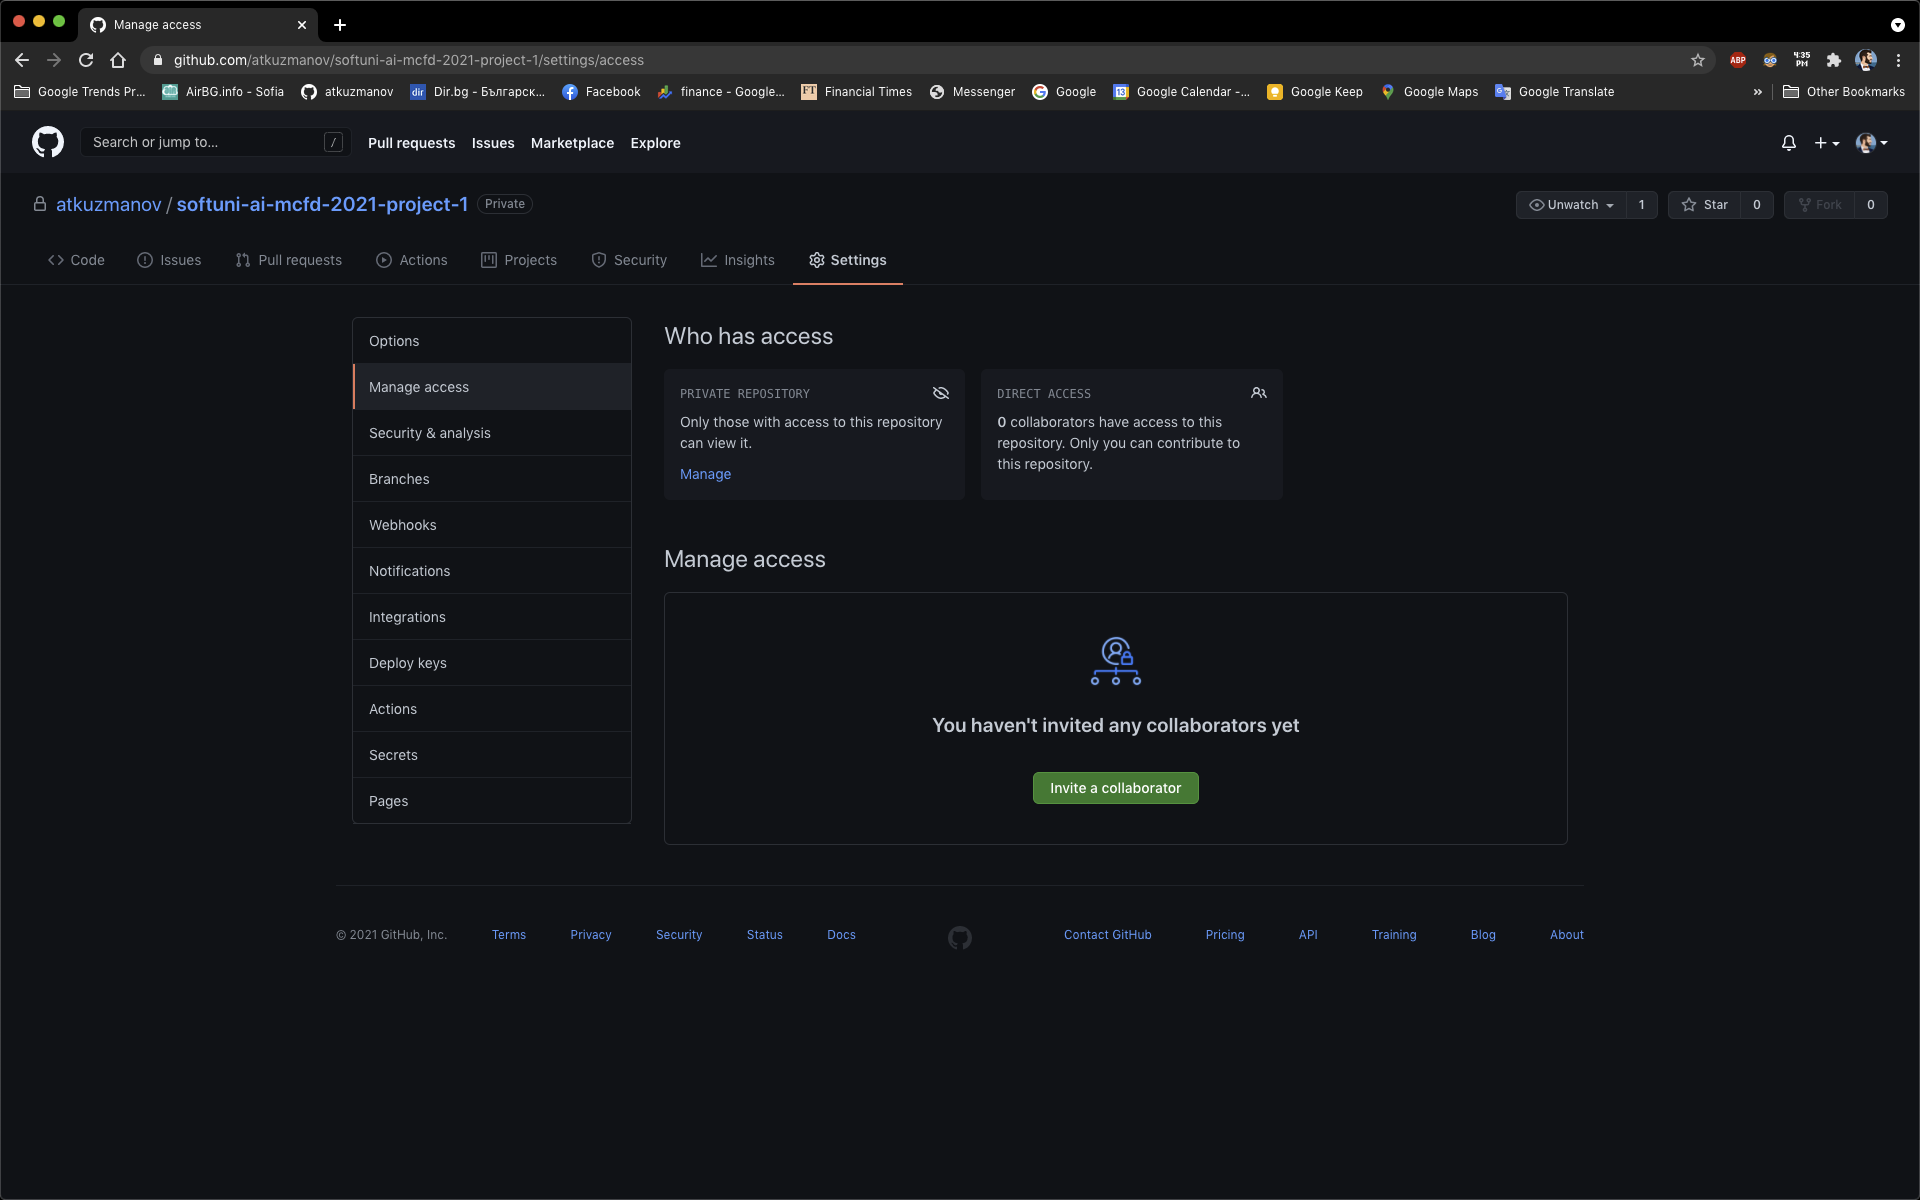 Manage access
github.com/atkuzmanov/softuni-ai-mcfd-2021-project-1/settings/access
ABP
4:35 PM
Google Trends Pr...
AirBG.info - Sofia
atkuzmanov
dir
Dir.bg - Българск...
Facebook
finance - Google...
FT
Financial Times
Messenger
Google
13
Google Calendar -...
Google Keep
Google Maps
Google Translate
»
Other Bookmarks
Search or jump to...
/
Pull requests
Issues
Marketplace
Explore
atkuzmanov / softuni-ai-mcfd-2021-project-1
Private
Unwatch
1
Star
0
Fork
0
Code
Issues
Pull requests
Actions
Projects
Security
Insights
Settings
Options
Manage access
Security & analysis
Branches
Webhooks
Notifications
Integrations
Deploy keys
Actions
Secrets
Pages
Who has access
PRIVATE REPOSITORY
Only those with access to this repository
can view it.
Manage
DIRECT ACCESS
0 collaborators have access to this
repository. Only you can contribute to
this repository.
Manage access
You haven't invited any collaborators yet
Invite a collaborator
© 2021 GitHub, Inc.
Terms
Privacy
Security
Status
Docs
Contact GitHub
Pricing
API
Training
Blog
About